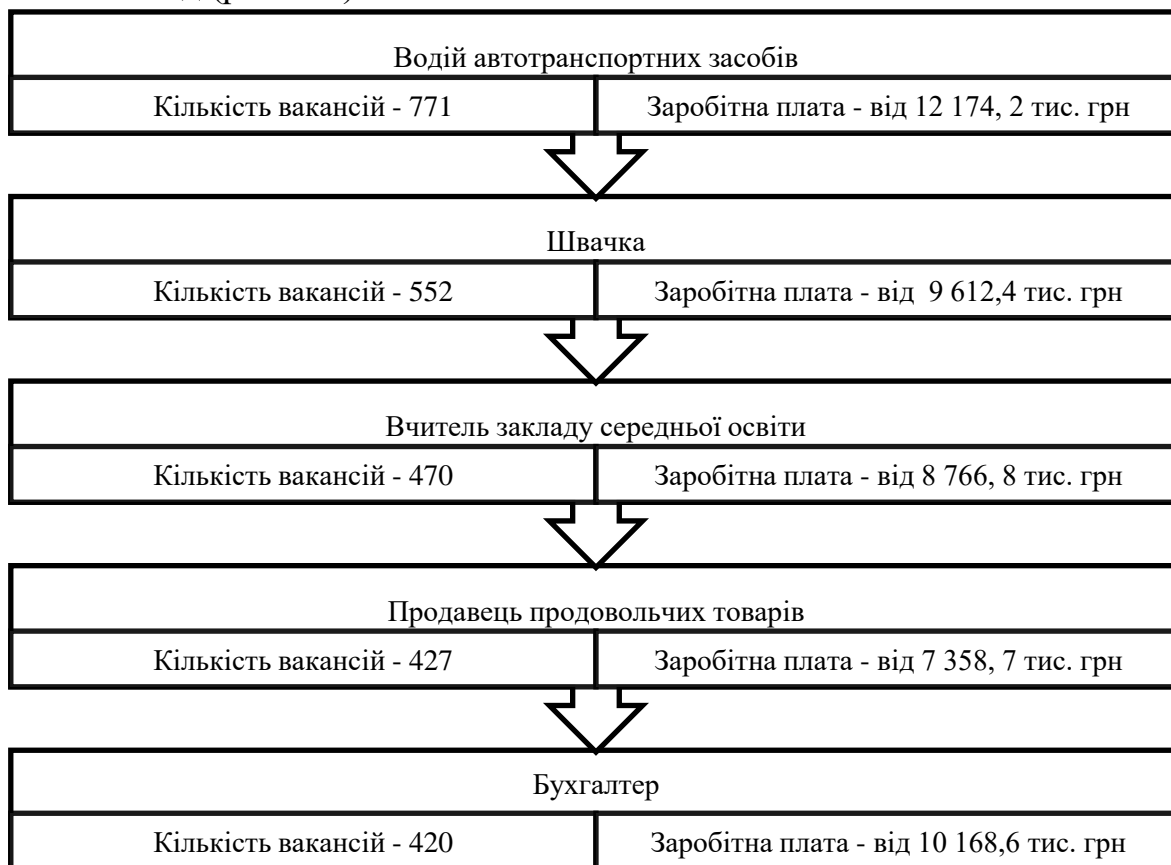 Водій автотранспортних засобів
Кількість вакансій - 771 Заробітна плата - від 12 174, 2 тис. грн
Швачка
Кількість вакансій - 552 Заробітна плата - від 9 612,4 тис. грн
Вчитель закладу середньої освіти
Кількість вакансій - 470 Заробітна плата - від 8 766, 8 тис. грн
Продавець продовольчих товарів
Кількість вакансій - 427 Заробітна плата - від 7 358, 7 тис. грн
Бухгалтер
Кількість вакансій - 420 Заробітна плата - від 10 168,6 тис. грн